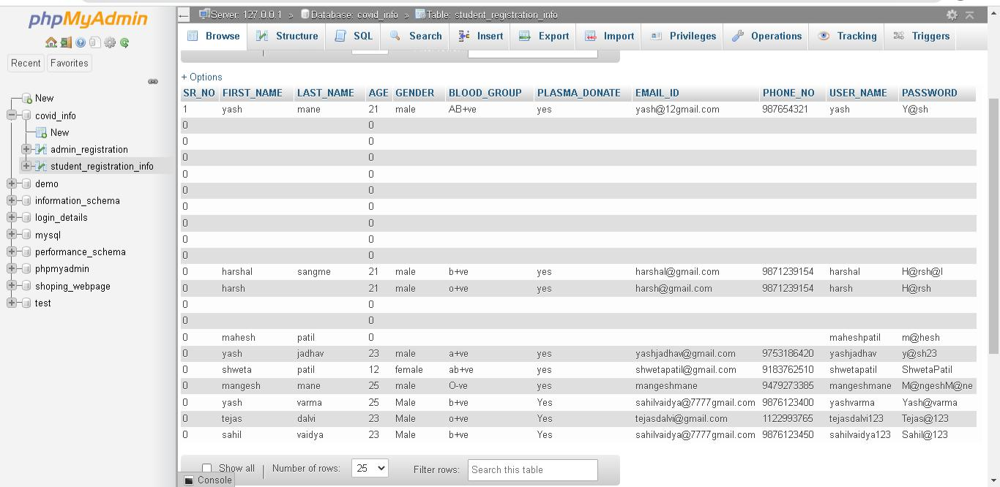 phpMyAdmin
Recent Favorites
New
covid_info
New
admin_registration
student_registration_info
demo
information_schema
login_details
mysql
performance_schema
phpmyadmin
shoping_webpage
test
Server: 127.0.0.1 » Database: covid_info » Table: student_registration_info
Browse Structure SQL Search Insert Export Import Privileges Operations Tracking Triggers
+ Options
SR_NO FIRST_NAME LAST_NAME AGE GENDER BLOOD_GROUP PLASMA_DONATE EMAIL_ID PHONE_NO USER_NAME PASSWORD
1 yash mane 21 male AB+ve yes yash@12gmail.com 987654321 yash Y@sh
0 0
0 0
0 0
0 0
0 0
0 0
0 0
0 0
0 0
0 harshal sangme 21 male b+ve yes harshal@gmail.com 9871239154 harshal H@rsh@l
0 harsh 21 male o+ve yes harsh@gmail.com 9871239154 harsh H@rsh
0 0
0 0
0 mahesh patil 0 maheshpatil m@hesh
0 yash jadhav 23 male a+ve yes yashjadhav@gmail.com 9753186420 yashjadhav y@sh23
0 shweta patil 12 female ab+ve yes shwetapatil@gmail.com 9183762510 shwetapatil ShwetaPatil
0 mangesh mane 25 male O-ve yes mangeshmane 9479273385 mangeshmane M@ngeshM@ne
0 yash varma 25 Male b+ve Yes sahilvaidya@7777gmail.com 9876123400 yashvarma Yash@varma
0 tejas dalvi 23 Male o+ve Yes tejasdalvi@gmail.com 1122993765 tejasdalvi123 Tejas@123
0 sahil vaidya 23 Male b+ve Yes sahilvaidya@7777gmail.com 9876123450 sahilvaidya123 Sahil@123
Show all Number of rows: 25 Filter rows: Search this table
Console